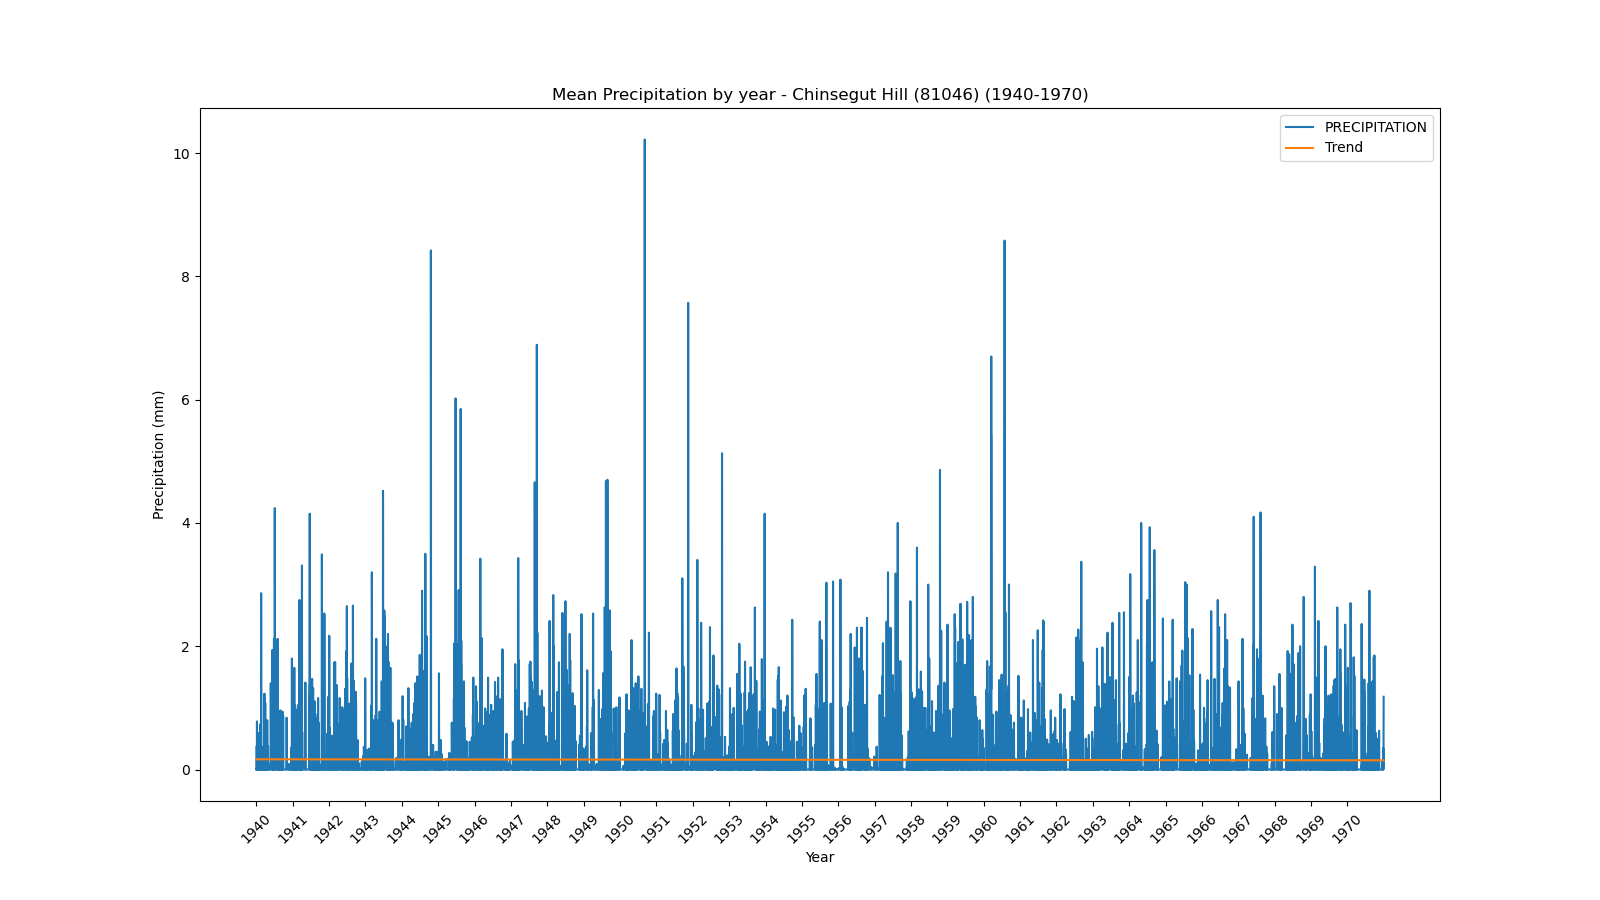 Mean Precipitation by year - Chinsegut Hill (81046) (1940-1970)
PRECIPITATION
Trend
10
8
6
4
2
0
Precipitation (mm)
1940 1941 1942 1943 1944 1945 1946 1947 1948 1949 1950 1951 1952 1953 1954 1955 1956 1957 1958 1959 1960 1961 1962 1963 1964 1965 1966 1967 1968 1969 1970
Year